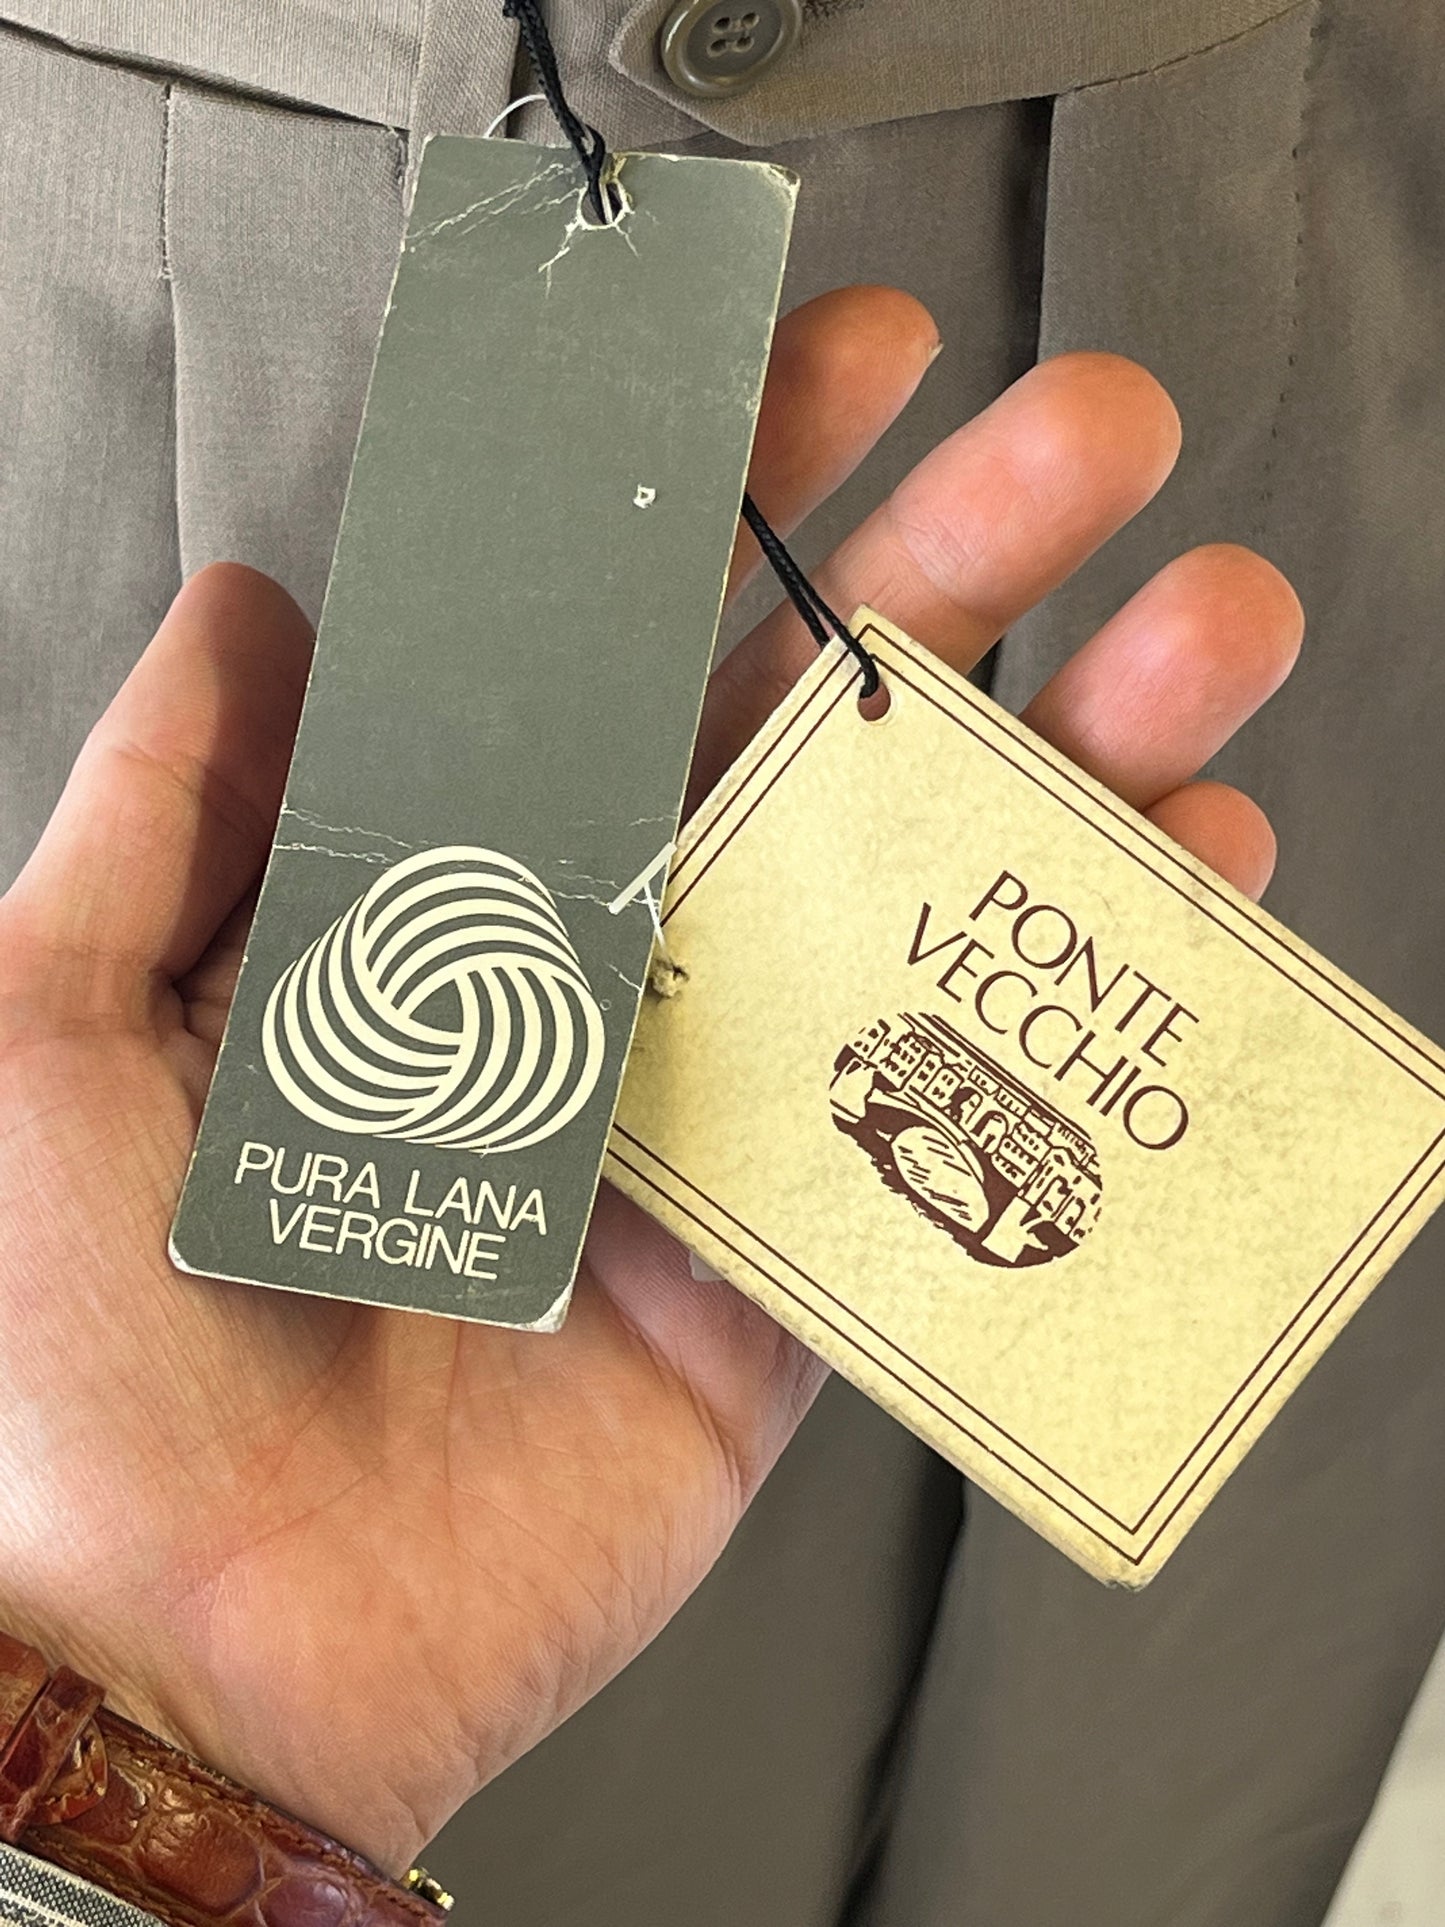 PURA LANA
VERGINE
PONTE
VECCHIO